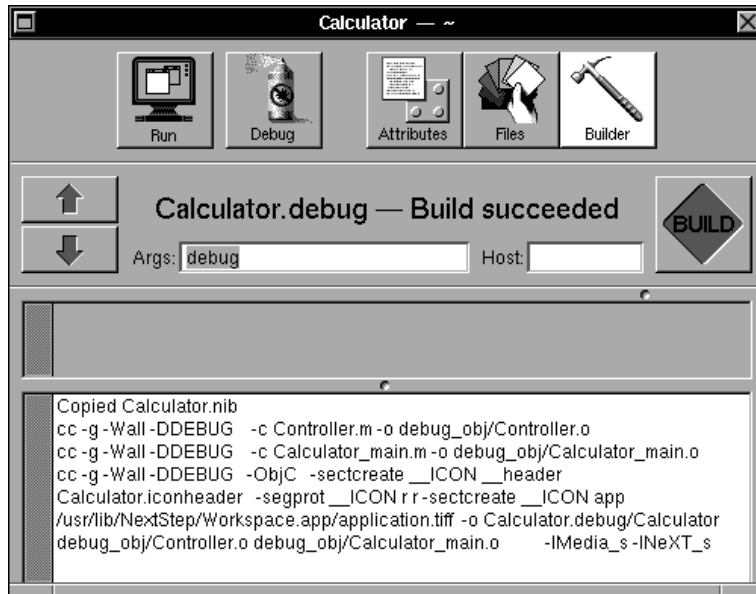 Calculator — ~
Run
Debug
Attributes
Files
Builder
Calculator.debug — Build succeeded
BUILD
Args: debug
Host:
Copied Calculator.nib
cc -g -Wall -DDEBUG -c Controller.m -o debug_obj/Controller.o
cc -g -Wall -DDEBUG -c Calculator_main.m -o debug_obj/Calculator_main.o
cc -g -Wall -DDEBUG -ObjC -sectcreate __ICON __header
Calculator.iconheader -segprot __ICON r r -sectcreate __ICON app
/usr/lib/NextStep/Workspace.app/application.tiff -o Calculator.debug/Calculator
debug_obj/Controller.o debug_obj/Calculator_main.o -lMedia_s -lNeXT_s